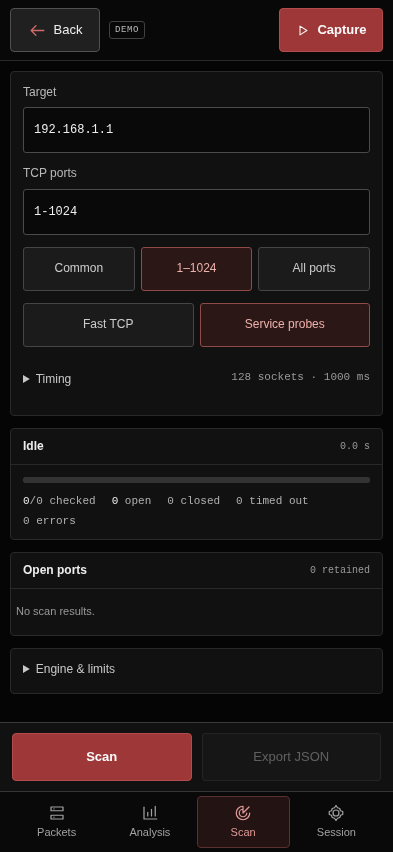 Back
DEMO
Capture
Target
192.168.1.1
TCP ports
1-1024
Common
1–1024
All ports
Fast TCP
Service probes
Timing
128 sockets · 1000 ms
Idle
0.0 s
0/0 checked 0 open 0 closed 0 timed out
0 errors
Open ports
0 retained
No scan results.
Engine & limits
Scan
Export JSON
Packets
Analysis
Scan
Session